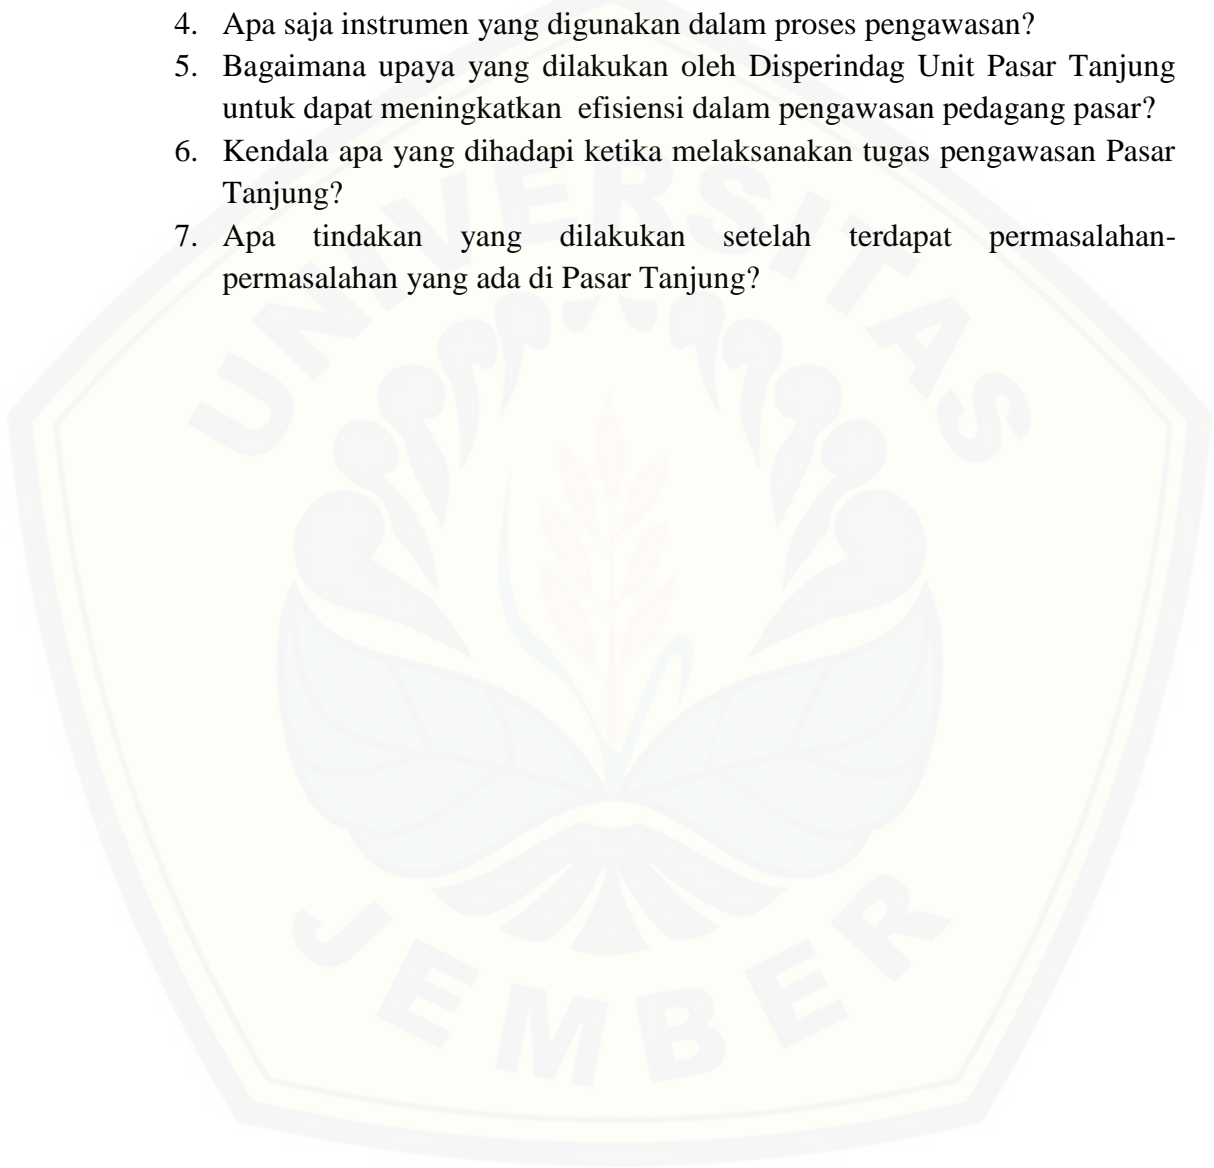 4. Apa saja instrumen yang digunakan dalam proses pengawasan?
5. Bagaimana upaya yang dilakukan oleh Disperindag Unit Pasar Tanjung
untuk dapat meningkatkan efisiensi dalam pengawasan pedagang pasar?
6. Kendala apa yang dihadapi ketika melaksanakan tugas pengawasan Pasar
Tanjung?
7. Apa tindakan yang dilakukan setelah terdapat permasalahan-
permasalahan yang ada di Pasar Tanjung?
UNIVERSITAS
JEMBER